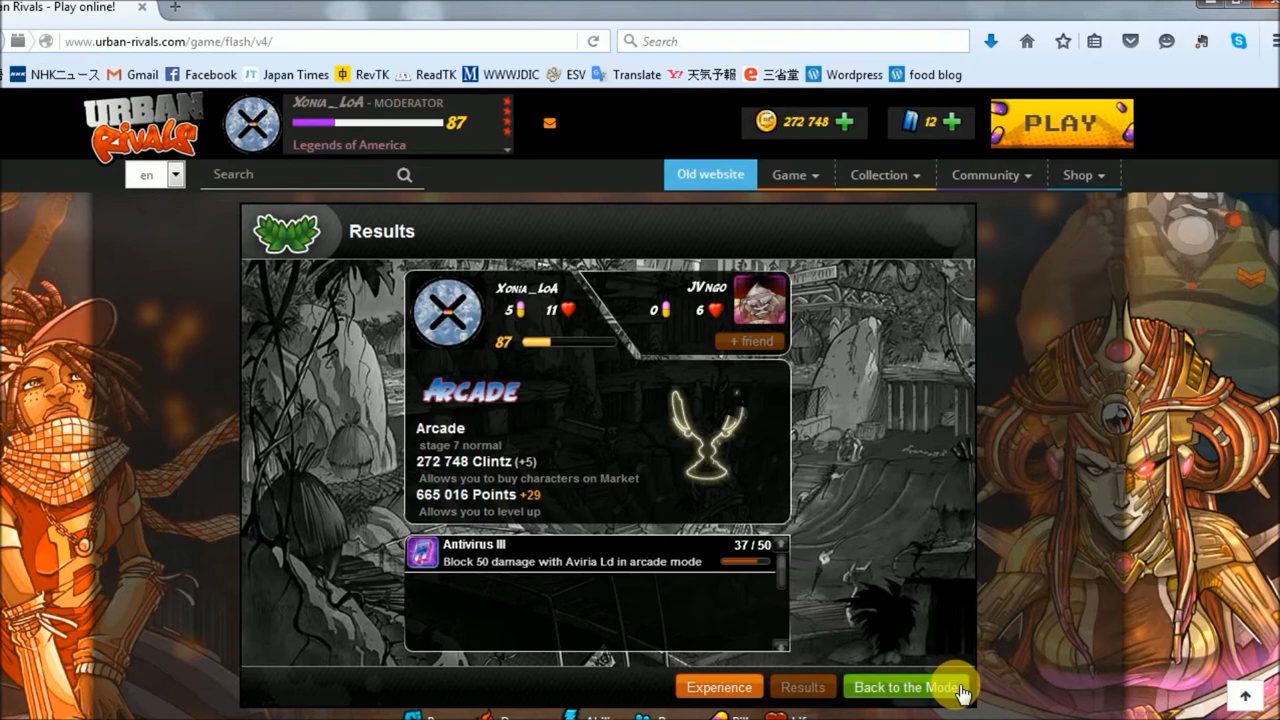 an Rivals - Play online!
www.urban-rivals.com/game/flash/v4/
Search
NHKニュース Gmail Facebook Japan Times RevTK ReadTK WWWJDIC ESV Translate 天気予報 三省堂 Wordpress food blog
URBAN RIVALS
XONIA_LOA - MODERATOR
87
Legends of America
272 748
12
PLAY
en
Search
Old website
Game
Collection
Community
Shop
Results
XONIA_LOA
5 11
87
JVNGO
0 6
+ friend
ARCADE
Arcade
stage 7 normal
272 748 Clintz (+5)
Allows you to buy characters on Market
665 016 Points +29
Allows you to level up
Antivirus III 37 / 50
Block 50 damage with Aviria Ld in arcade mode
Experience
Results
Back to the Mode